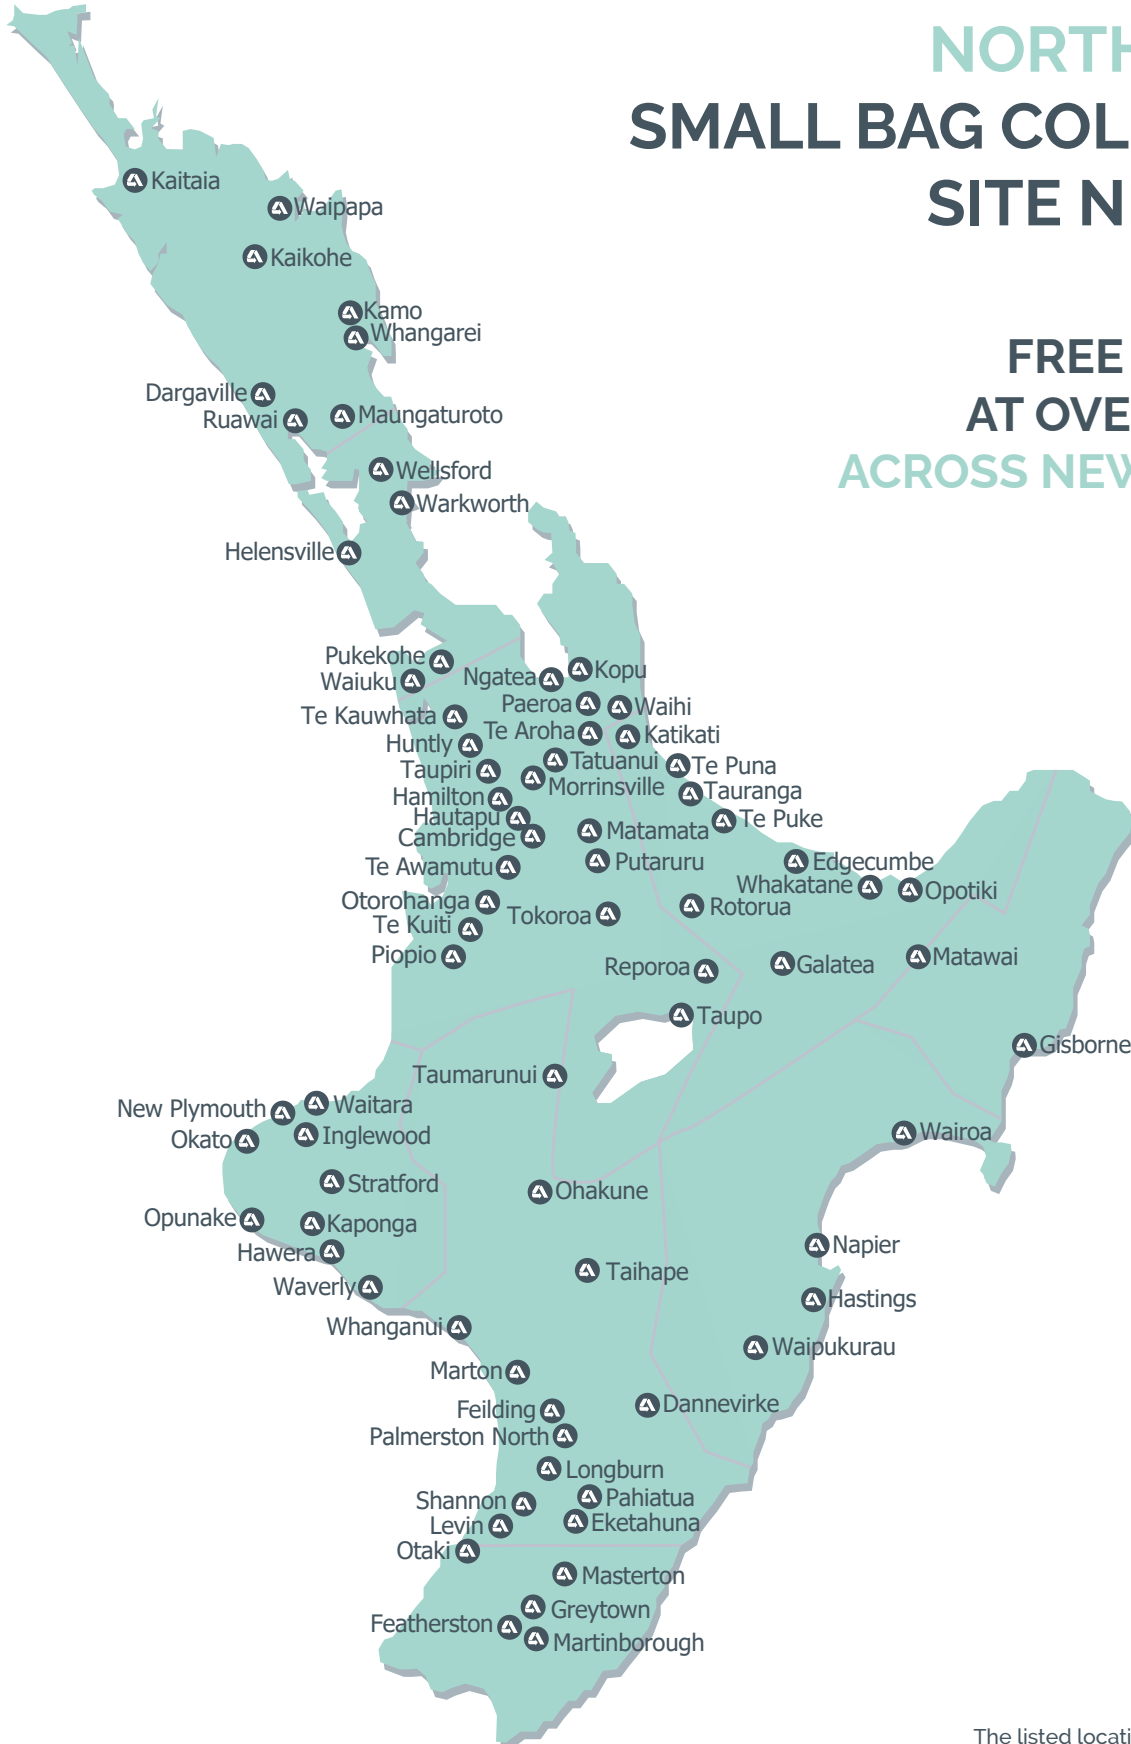 NORTH
SMALL BAG COL
SITE N
FREE
AT OVE
ACROSS NEW
Kaitaia
Waipapa
Kaikohe
Kamo
Whangarei
Dargaville
Ruawai
Maungaturoto
Wellsford
Warkworth
Helensville
Pukekohe
Waiuku
Ngatea
Kopu
Paeroa
Waihi
Te Kauwhata
Te Aroha
Katikati
Huntly
Tatuanui
Te Puna
Taupiri
Morrinsville
Tauranga
Hamilton
Hautapu
Te Puke
Cambridge
Matamata
Te Awamutu
Putaruru
Edgecumbe
Whakatane
Opotiki
Otorohanga
Tokoroa
Rotorua
Te Kuiti
Piopio
Reporoa
Galatea
Matawai
Taupo
Gisborne
Taumarunui
New Plymouth
Waitara
Okato
Inglewood
Wairoa
Stratford
Ohakune
Opunake
Kaponga
Hawera
Napier
Waverly
Taihape
Hastings
Whanganui
Waipukurau
Marton
Feilding
Dannevirke
Palmerston North
Longburn
Shannon
Pahiatua
Levin
Eketahuna
Otaki
Masterton
Greytown
Featherston
Martinborough
The listed locati